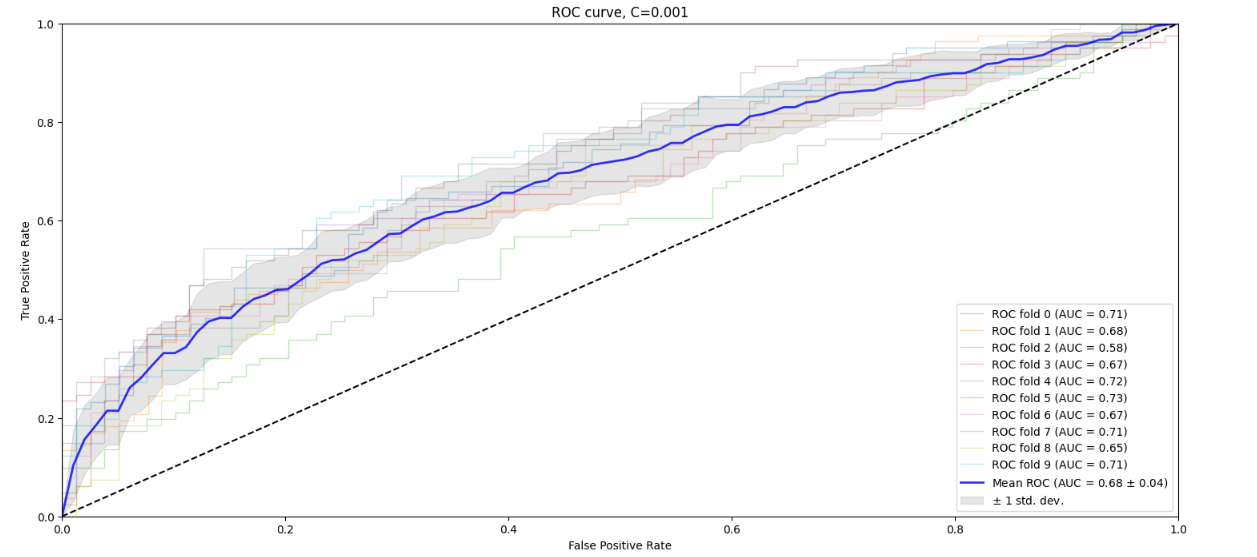 ROC curve, C=0.001
1.0
0.8
0.6
0.4
0.2
0.0
True Positive Rate
ROC fold 0 (AUC = 0.71)
ROC fold 1 (AUC = 0.68)
ROC fold 2 (AUC = 0.58)
ROC fold 3 (AUC = 0.67)
ROC fold 4 (AUC = 0.72)
ROC fold 5 (AUC = 0.73)
ROC fold 6 (AUC = 0.67)
ROC fold 7 (AUC = 0.71)
ROC fold 8 (AUC = 0.65)
ROC fold 9 (AUC = 0.71)
Mean ROC (AUC = 0.68 ± 0.04)
± 1 std. dev.
0.0 0.2 0.4 0.6 0.8 1.0
False Positive Rate